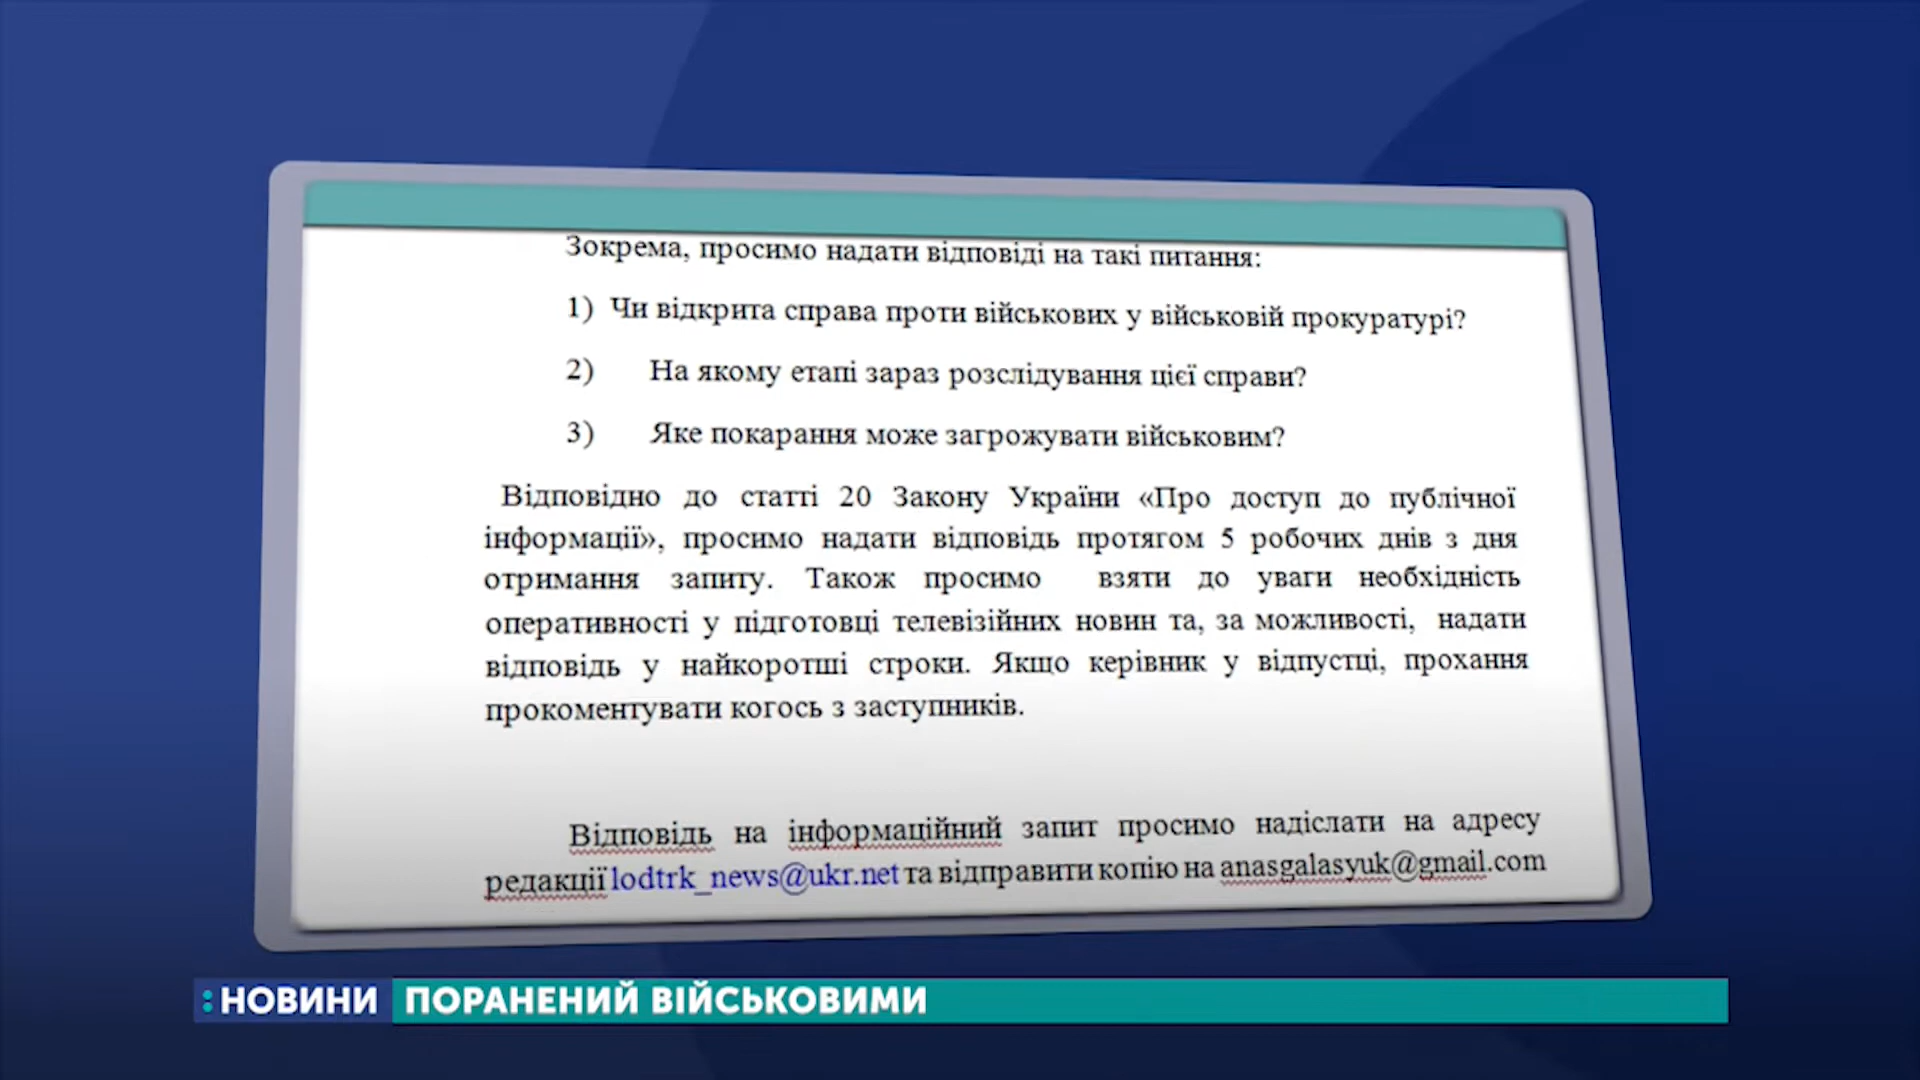 Зокрема, просимо надати відповіді на такі питання:
1) Чи відкрита справа проти військових у військовій прокуратурі?
2) На якому етапі зараз розслідування цієї справи?
3) Яке покарання може загрожувати військовим?
Відповідно до статті 20 Закону України «Про доступ до публічної
інформації», просимо надати відповідь протягом 5 робочих днів з дня
отримання запиту. Також просимо взяти до уваги необхідність
оперативності у підготовці телевізійних новин та, за можливості, надати
відповідь у найкоротші строки. Якщо керівник у відпустці, прохання
прокоментувати когось з заступників.
Відповідь на інформаційний запит просимо надіслати на адресу
редакції lodtrk_news@ukr.net та відправити копію на anasgalasyuk@gmail.com
:НОВИНИ ПОРАНЕНИЙ ВІЙСЬКОВИМИ